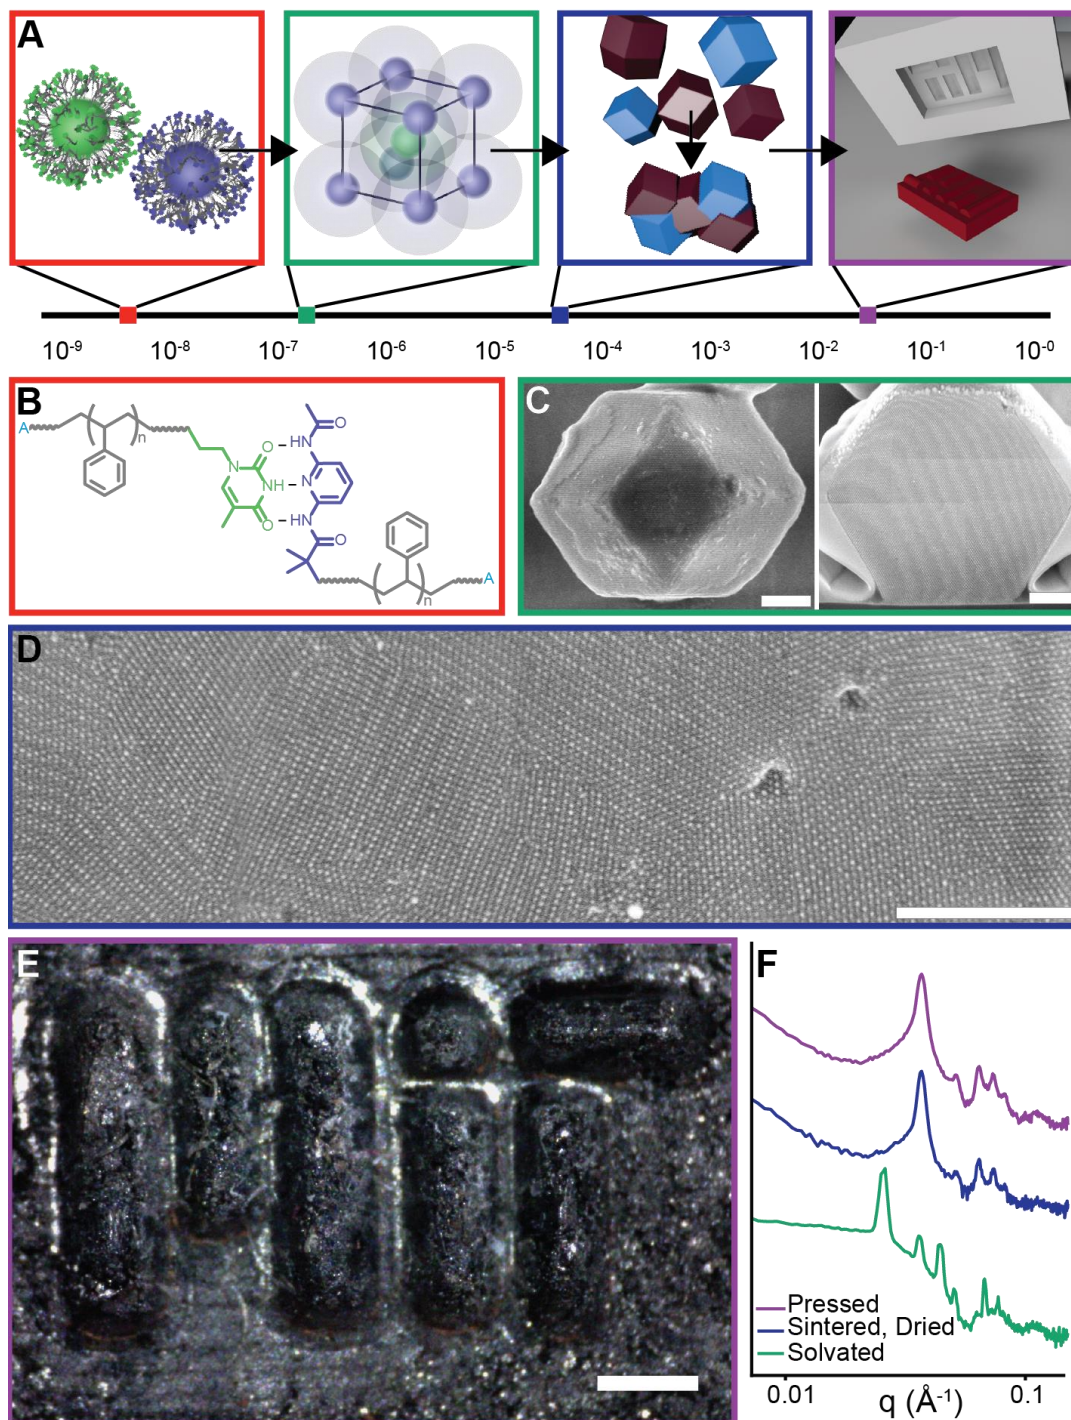 A
10-9 10-8 10-7 10-6 10-5 10-4 10-3 10-2 10-1 10-0
B
C
A
n
N
O
NH
O
HN
O
N
HN
O
n
A
D
E
F
Pressed
Sintered, Dried
Solvated
0.01 0.1
q (Å-1)